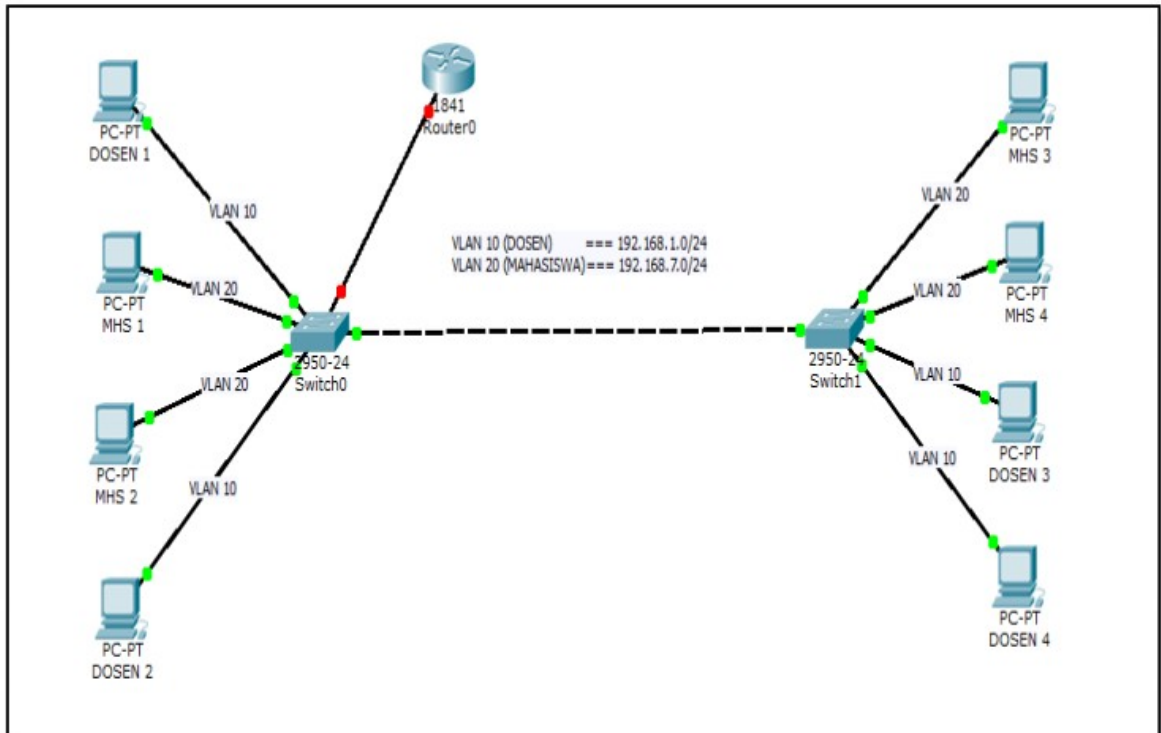 PC-PT
DOSEN 1
1841
Router0
PC-PT
MHS 3
VLAN 10
VLAN 20
VLAN 10 (DOSEN) === 192.168.1.0/24
VLAN 20 (MAHASISWA)=== 192.168.7.0/24
PC-PT
MHS 1
VLAN 20
VLAN 20
PC-PT
MHS 4
2950-24
Switch0
2950-24
Switch1
VLAN 20
VLAN 10
PC-PT
MHS 2
PC-PT
DOSEN 3
VLAN 10
VLAN 10
PC-PT
DOSEN 2
PC-PT
DOSEN 4